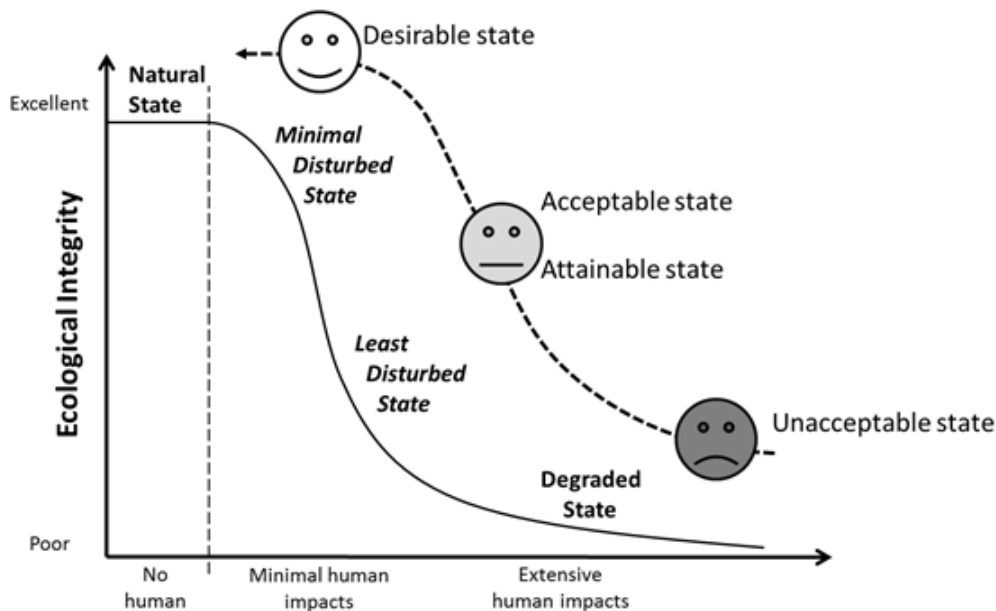 Desirable state
Natural
State
Excellent
Minimal
Disturbed
State
Acceptable state
Attainable state
Ecological Integrity
Least
Disturbed
State
Unacceptable state
Degraded
State
Poor
No
human
Minimal human
impacts
Extensive
human impacts